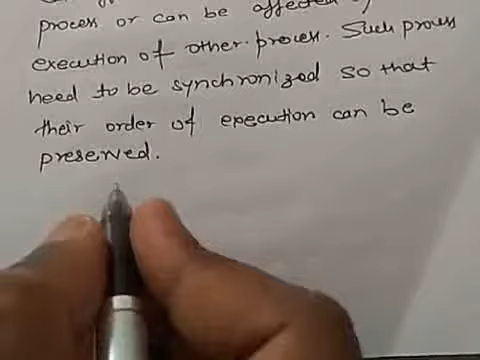 process or can be affected by
execution of other process. Such process
need to be synchronized so that
their order of execution can be
preserved.